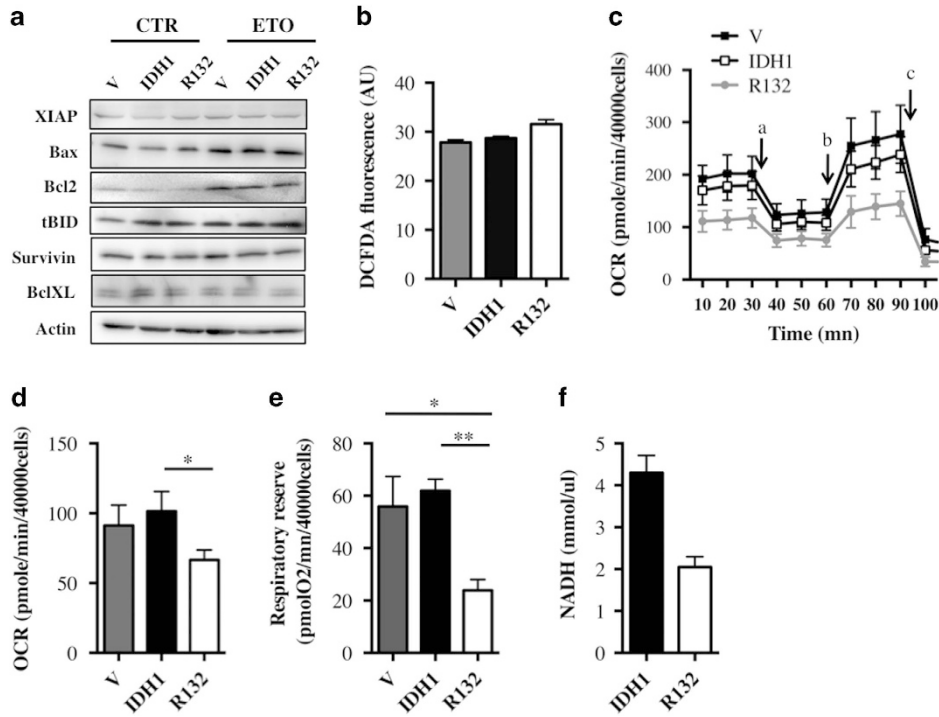 a
CTR ETO
V IDH1 R132 V IDH1 R132
XIAP
Bax
Bcl2
tBID
Survivin
BclXL
Actin
b
DCFDA fluorescence (AU)
40
30
20
10
0
V IDH1 R132
c
V
IDH1
R132
OCR (pmole/min/40000cells)
400
300
200
100
0
a
b
c
10 20 30 40 50 60 70 80 90 100
Time (mn)
d
OCR (pmole/min/40000cells)
150
100
50
0
*
V IDH1 R132
e
Respiratory reserve
(pmolO2/mn/40000cells)
80
60
40
20
0
*
**
V IDH1 R132
f
NADH (mmol/ul)
5
4
3
2
1
0
IDH1 R132